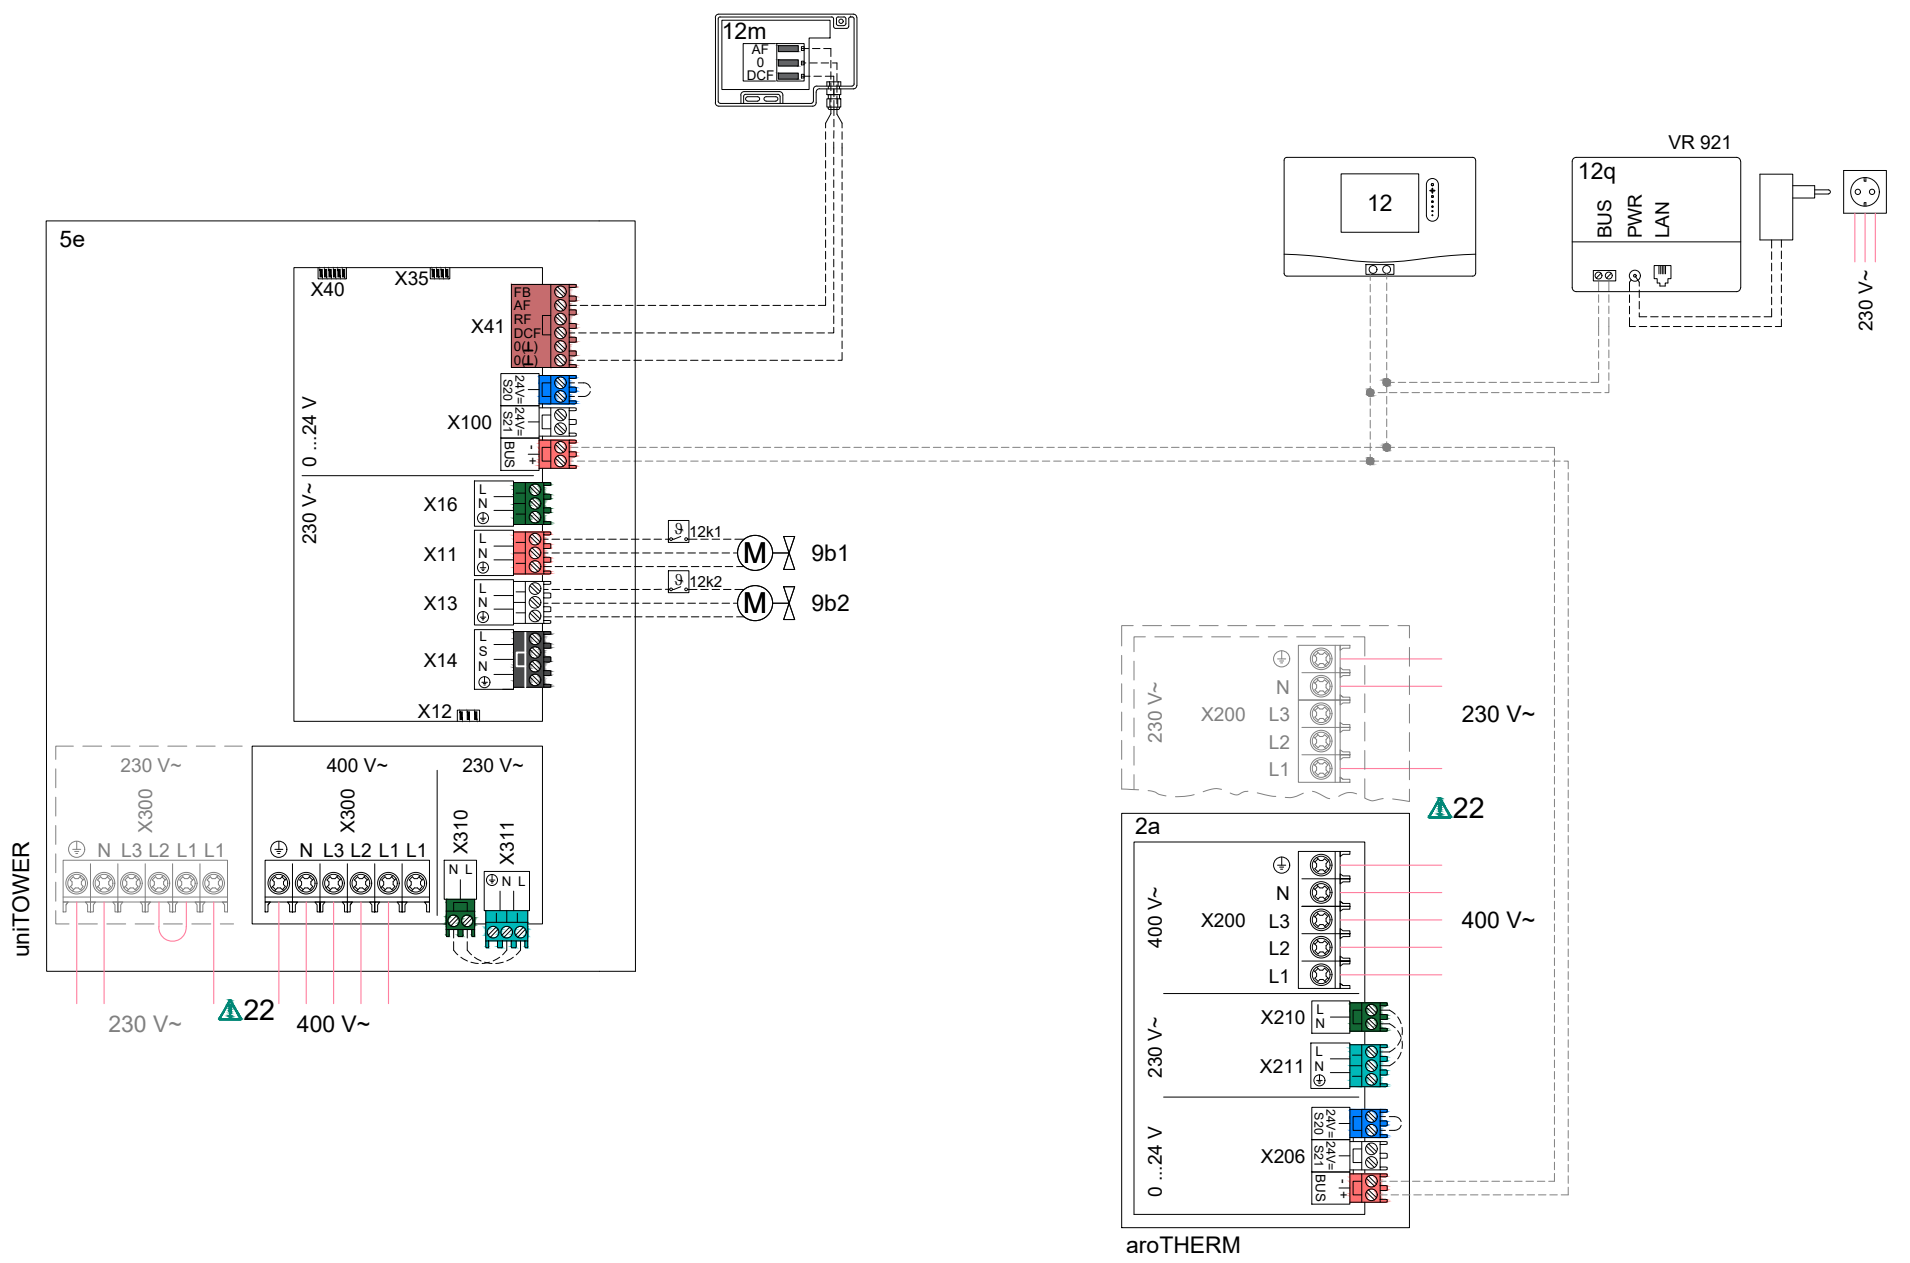 12m
AF
0
DCF
VR 921
12q
BUS
PWR
LAN
12
230 V~
5e
X40
X35
X41
FB
AF
RF
DCF
0(L)
0(L)
0 ...24 V
X100
24V=
S20
24V=
S21
BUS
-
+
230 V~
X16
L
N
X11
L
N
12k1
M
9b1
X13
L
N
12k2
M
9b2
X14
L
S
N
X12
230 V~
X300
N L3 L2 L1 L1
400 V~
X300
N L3 L2 L1 L1
230 V~
X310
N L
X311
N L
uniTOWER
230 V~
22
400 V~
230 V~
X200
N
L3
L2
L1
230 V~
22
2a
400 V~
X200
N
L3
L2
L1
400 V~
230 V~
X210
L
N
X211
L
N
0 ...24 V
X206
24V=
S20
24V=
S21
BUS
-
+
aroTHERM